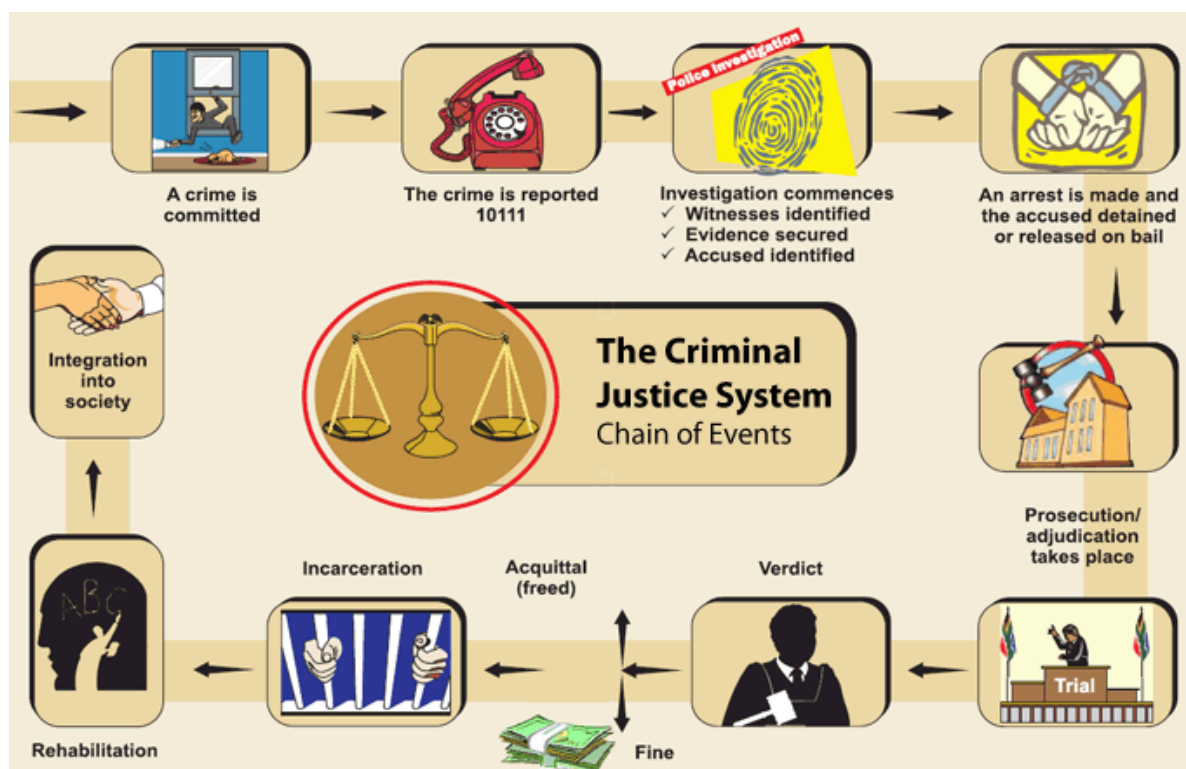 A crime is
committed
The crime is reported
10111
Police Investigation
Investigation commences
✓ Witnesses identified
✓ Evidence secured
✓ Accused identified
An arrest is made and
the accused detained
or released on bail
Prosecution/
adjudication
takes place
Trial
Verdict
Acquittal
(freed)
Fine
Incarceration
ABC
Rehabilitation
Integration
into
society
The Criminal
Justice System
Chain of Events